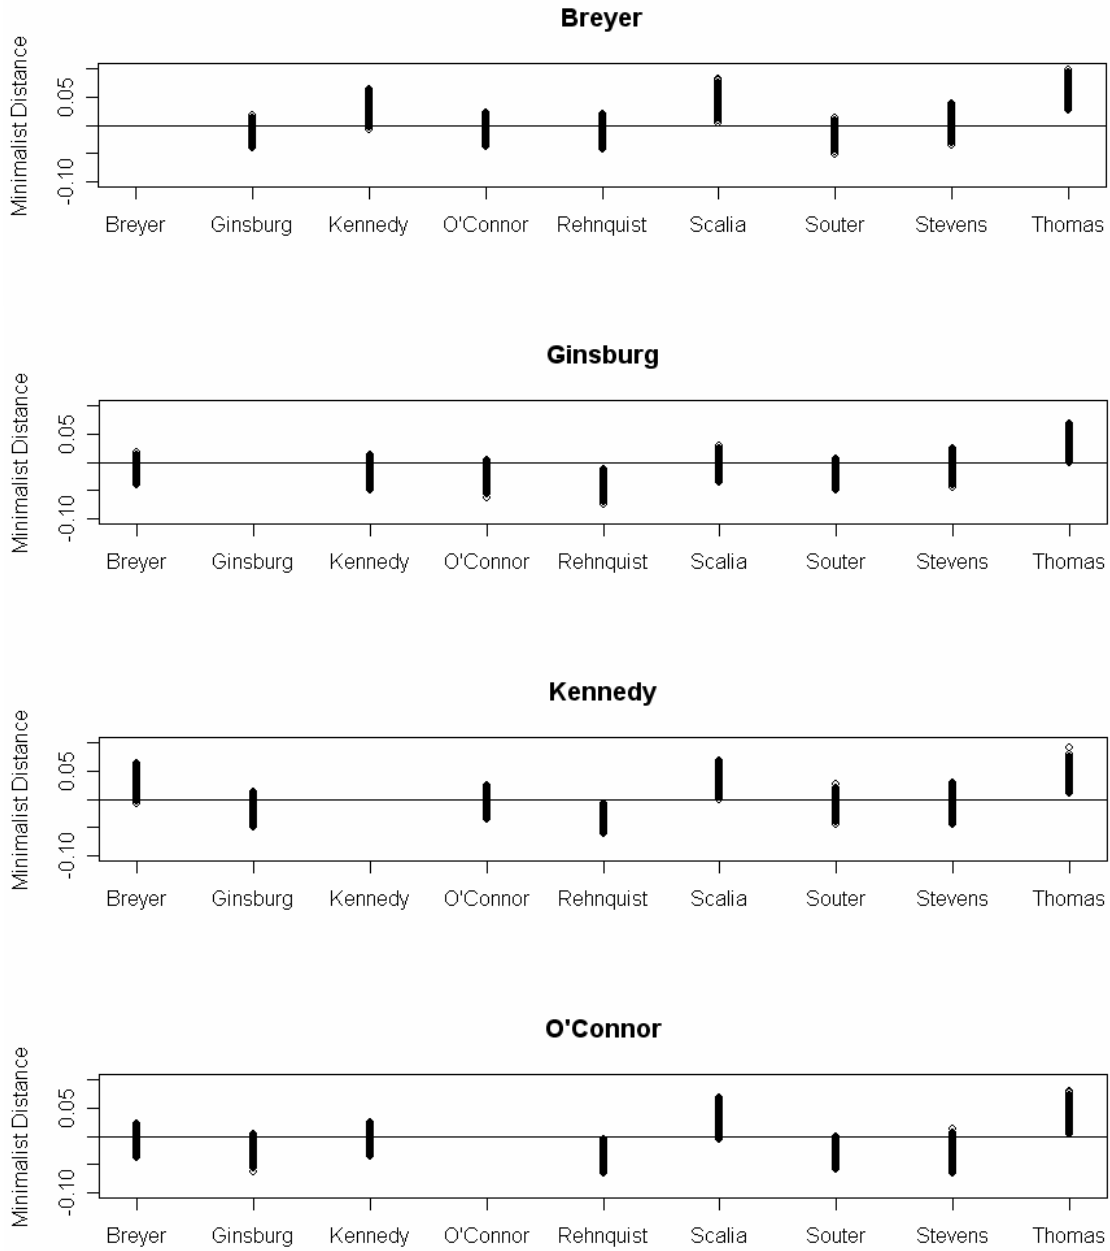 Breyer
Minimalist Distance
0.05
-0.10
Breyer Ginsburg Kennedy O'Connor Rehnquist Scalia Souter Stevens Thomas
Ginsburg
Minimalist Distance
0.05
-0.10
Breyer Ginsburg Kennedy O'Connor Rehnquist Scalia Souter Stevens Thomas
Kennedy
Minimalist Distance
0.05
-0.10
Breyer Ginsburg Kennedy O'Connor Rehnquist Scalia Souter Stevens Thomas
O'Connor
Minimalist Distance
0.05
-0.10
Breyer Ginsburg Kennedy O'Connor Rehnquist Scalia Souter Stevens Thomas